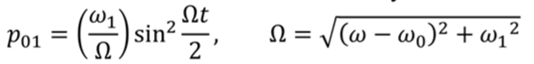 p₀₁ = (ω₁/Ω) sin² Ωt/2, Ω = √((ω − ω₀)² + ω₁²)